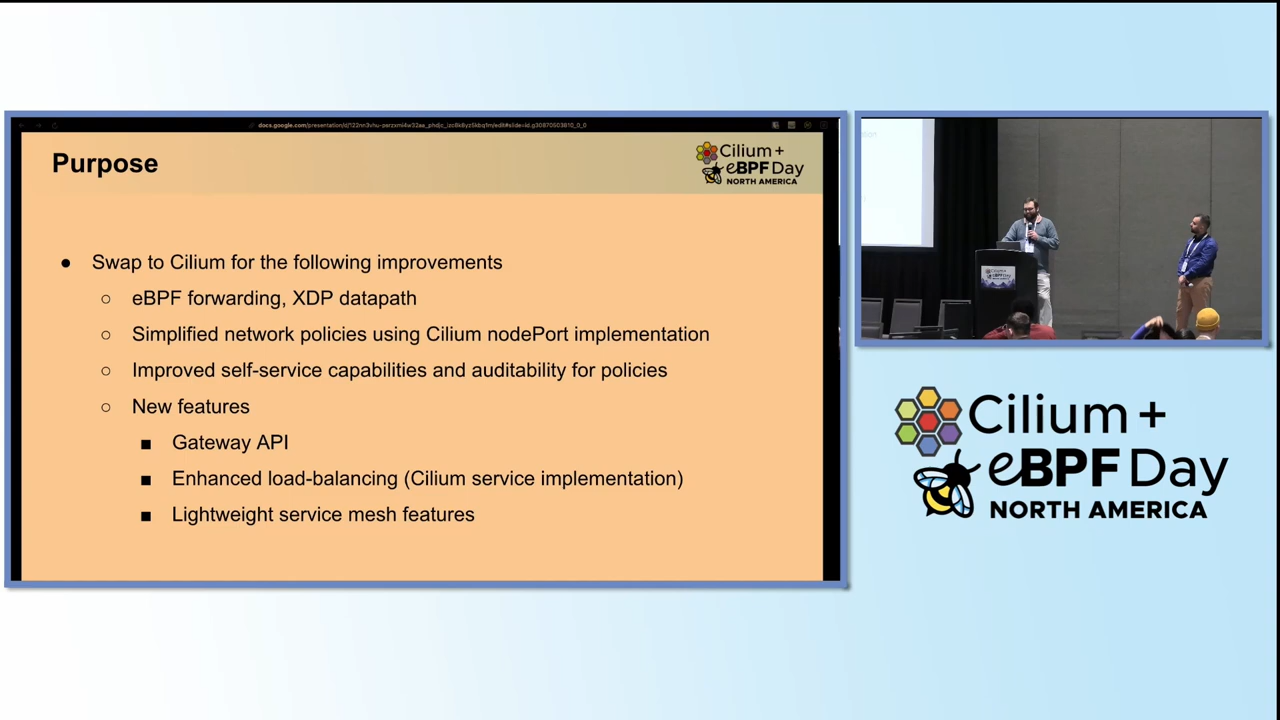 Purpose
Cilium +
eBPF Day
NORTH AMERICA
● Swap to Cilium for the following improvements
○ eBPF forwarding, XDP datapath
○ Simplified network policies using Cilium nodePort implementation
○ Improved self-service capabilities and auditability for policies
○ New features
■ Gateway API
■ Enhanced load-balancing (Cilium service implementation)
■ Lightweight service mesh features
Cilium +
eBPF Day
NORTH AMERICA